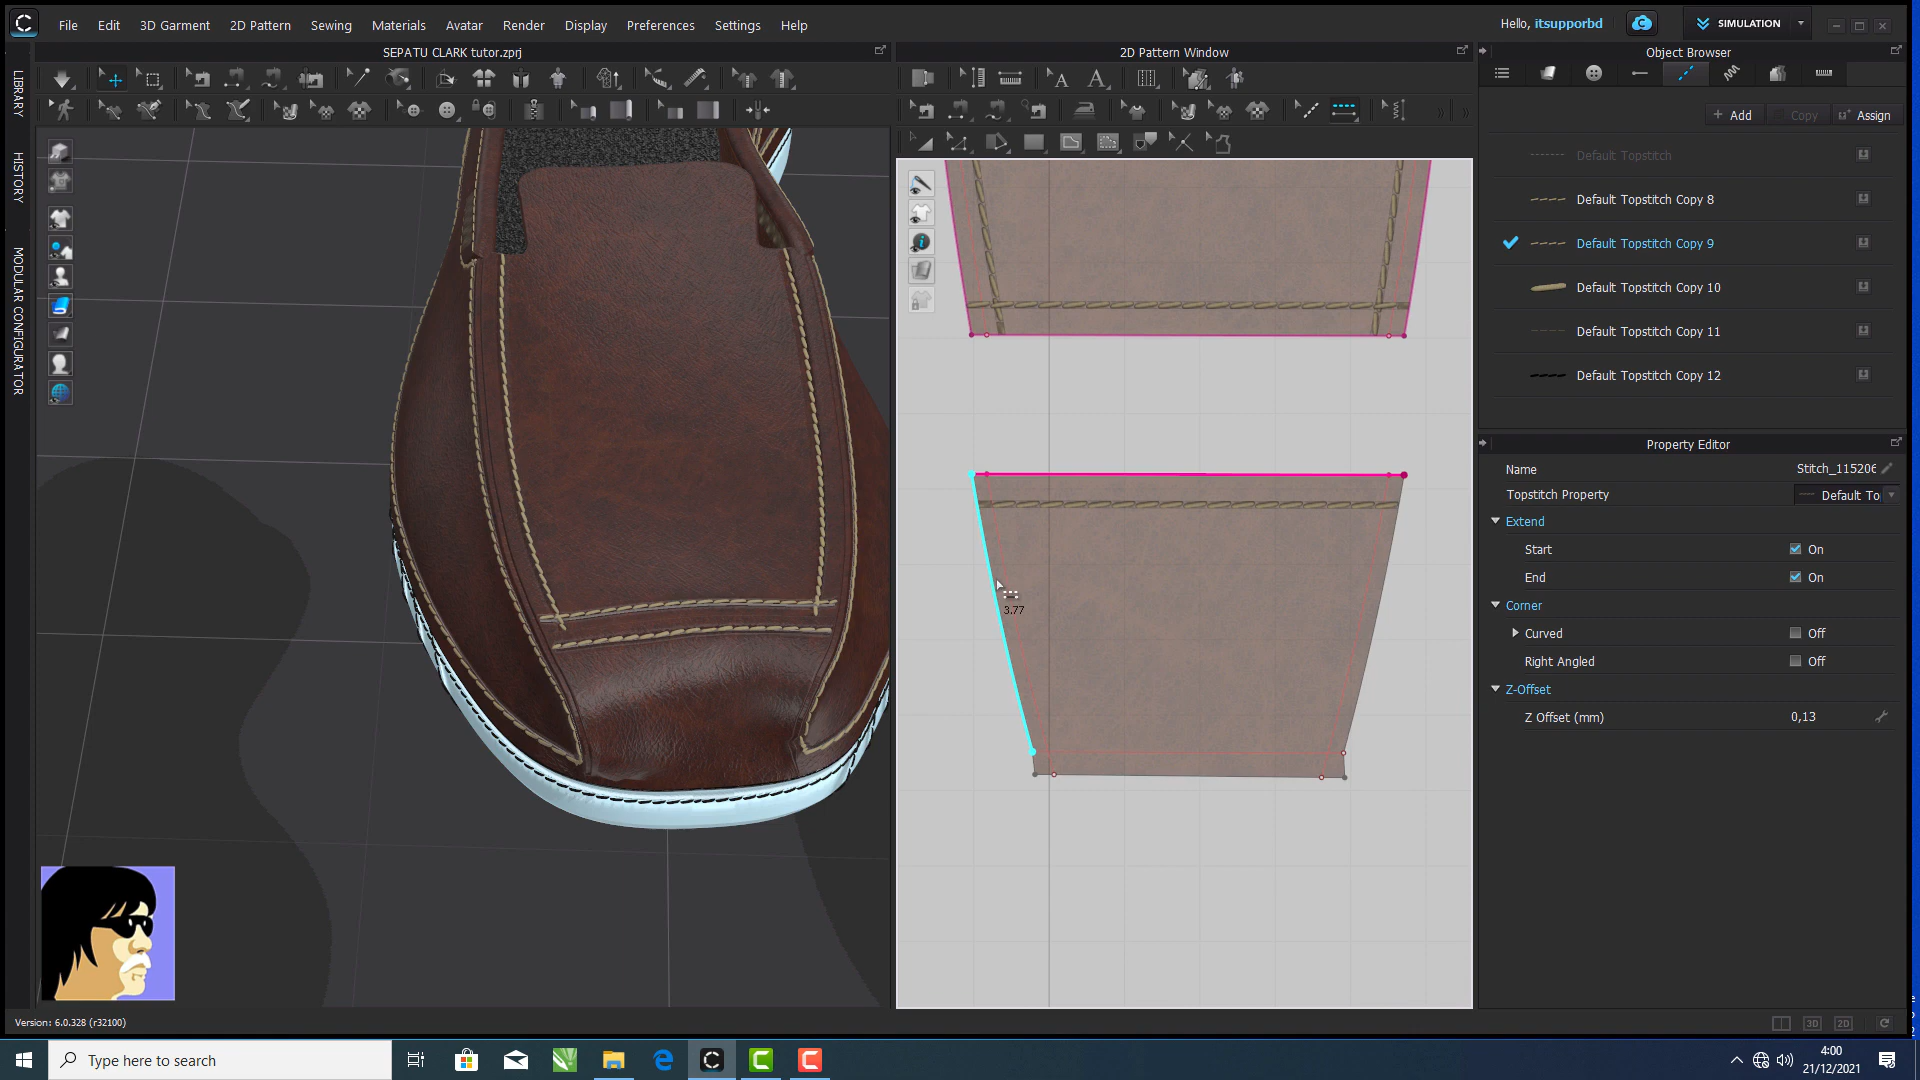 File Edit 3D Garment 2D Pattern Sewing Materials Avatar Render Display Preferences Settings Help
Hello, itsupporbd
SIMULATION
SEPATU CLARK tutor.zprj
2D Pattern Window
Object Browser
LIBRARY
HISTORY
MODULAR CONFIGURATOR
+ Add
Copy
Assign
Default Topstitch
Default Topstitch Copy 8
Default Topstitch Copy 9
Default Topstitch Copy 10
Default Topstitch Copy 11
Default Topstitch Copy 12
Property Editor
Name Stitch_115206
Topstitch Property Default To
Extend
Start On
End On
Corner
Curved Off
Right Angled Off
Z-Offset
Z Offset (mm) 0,13
3.77
Version: 6.0.328 (r32100)
3D
2D
Type here to search
4:00
21/12/2021